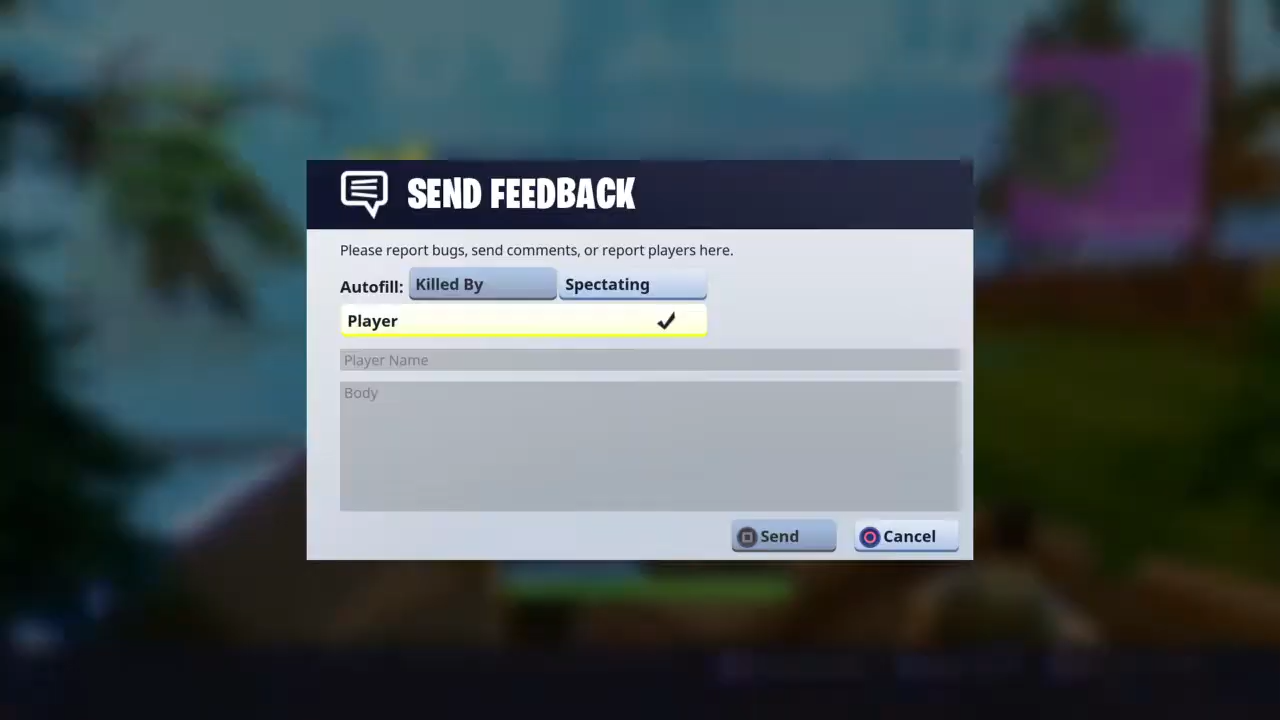 SEND FEEDBACK
Please report bugs, send comments, or report players here.
Autofill: Killed By Spectating
Player
Player Name
Body
Send Cancel